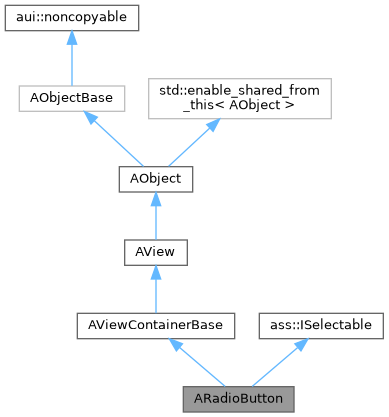 aui::noncopyable
AObjectBase
std::enable_shared_from
_this< AObject >
AObject
AView
AViewContainerBase
ass::ISelectable
ARadioButton